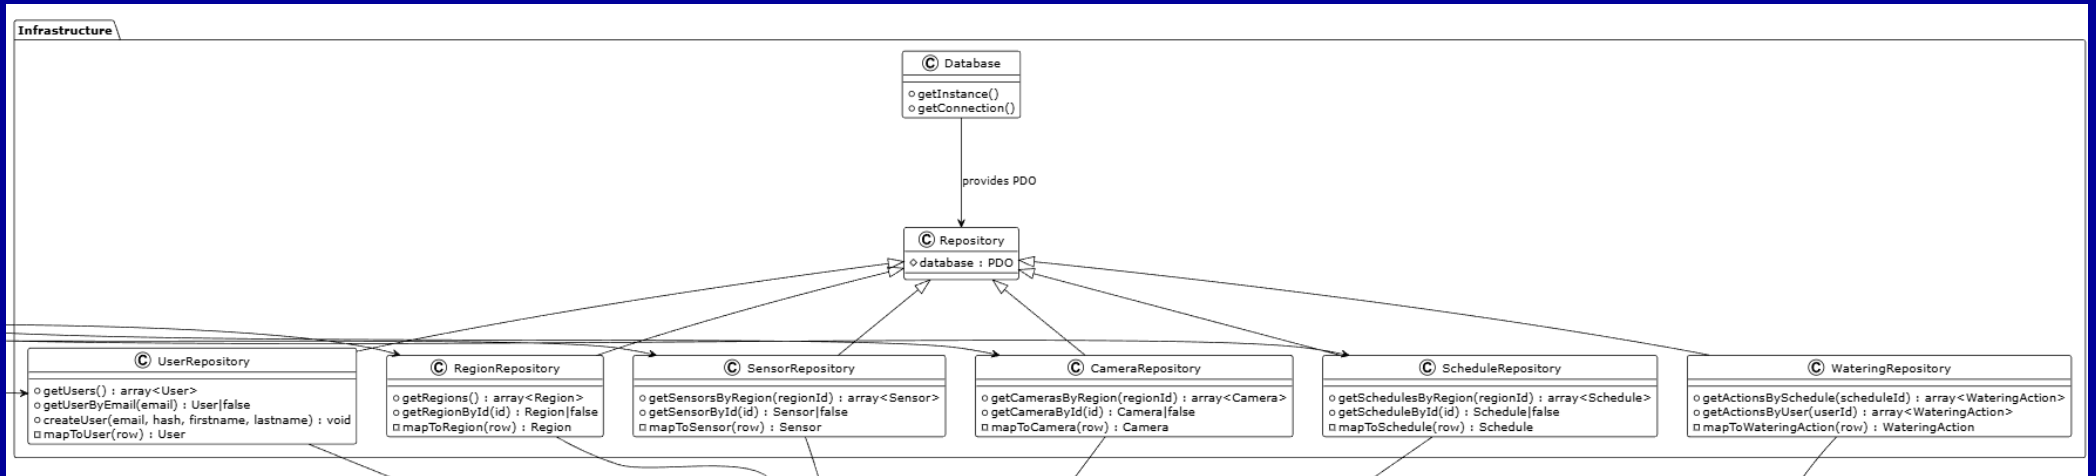 Infrastructure
C Database
getInstance()
getConnection()
provides PDO
C Repository
database : PDO
C UserRepository
getUsers() : array<User>
getUserByEmail(email) : User|false
createUser(email, hash, firstname, lastname) : void
mapToUser(row) : User
C RegionRepository
getRegions() : array<Region>
getRegionById(id) : Region|false
mapToRegion(row) : Region
C SensorRepository
getSensorsByRegion(regionId) : array<Sensor>
getSensorById(id) : Sensor|false
mapToSensor(row) : Sensor
C CameraRepository
getCamerasByRegion(regionId) : array<Camera>
getCameraById(id) : Camera|false
mapToCamera(row) : Camera
C ScheduleRepository
getSchedulesByRegion(regionId) : array<Schedule>
getScheduleById(id) : Schedule|false
mapToSchedule(row) : Schedule
C WateringRepository
getActionsBySchedule(scheduleId) : array<WateringAction>
getActionsByUser(userId) : array<WateringAction>
mapToWateringAction(row) : WateringAction